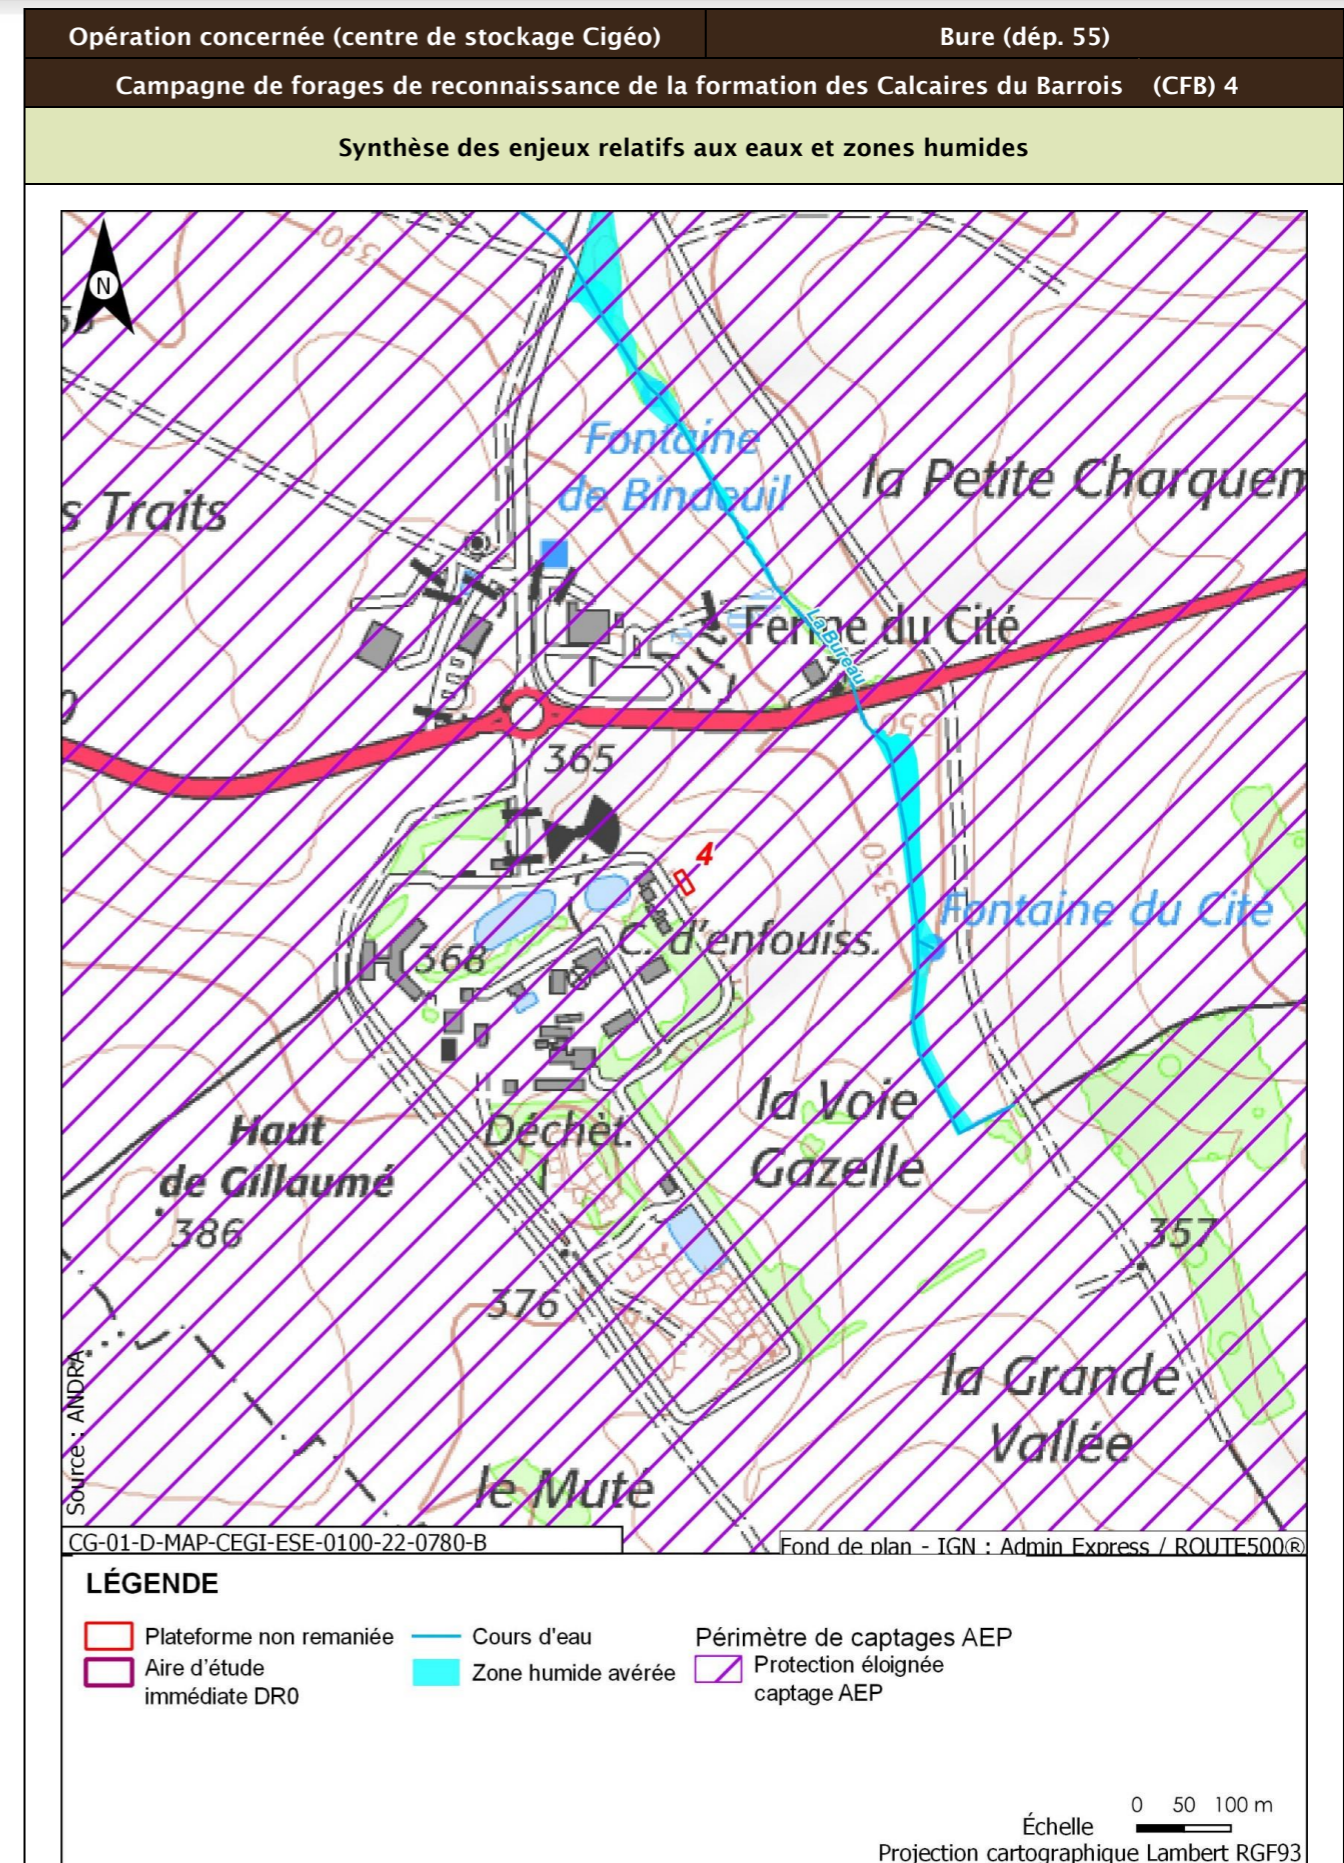 Opération concernée (centre de stockage Cigéo)
Bure (dép. 55)
Campagne de forages de reconnaissance de la formation des Calcaires du Barrois (CFB) 4
Synthèse des enjeux relatifs aux eaux et zones humides
390
N
Fontaine
de Bindeuil
la Petite Charquem
s Traits
La Bureau
Ferme du Cité
350
365
4
370
Fontaine du Cité
C. d'enfouiss.
368
la Voie
Gazelle
Haut
de Gillaumé
386
Déchèt.
357
376
la Grande
Vallée
le Muté
Source : ANDRA
CG-01-D-MAP-CEGI-ESE-0100-22-0780-B
Fond de plan - IGN : Admin Express / ROUTE500®
LÉGENDE
Plateforme non remaniée
Aire d'étude
immédiate DR0
Cours d'eau
Zone humide avérée
Périmètre de captages AEP
Protection éloignée
captage AEP
0 50 100 m
Échelle
Projection cartographique Lambert RGF93